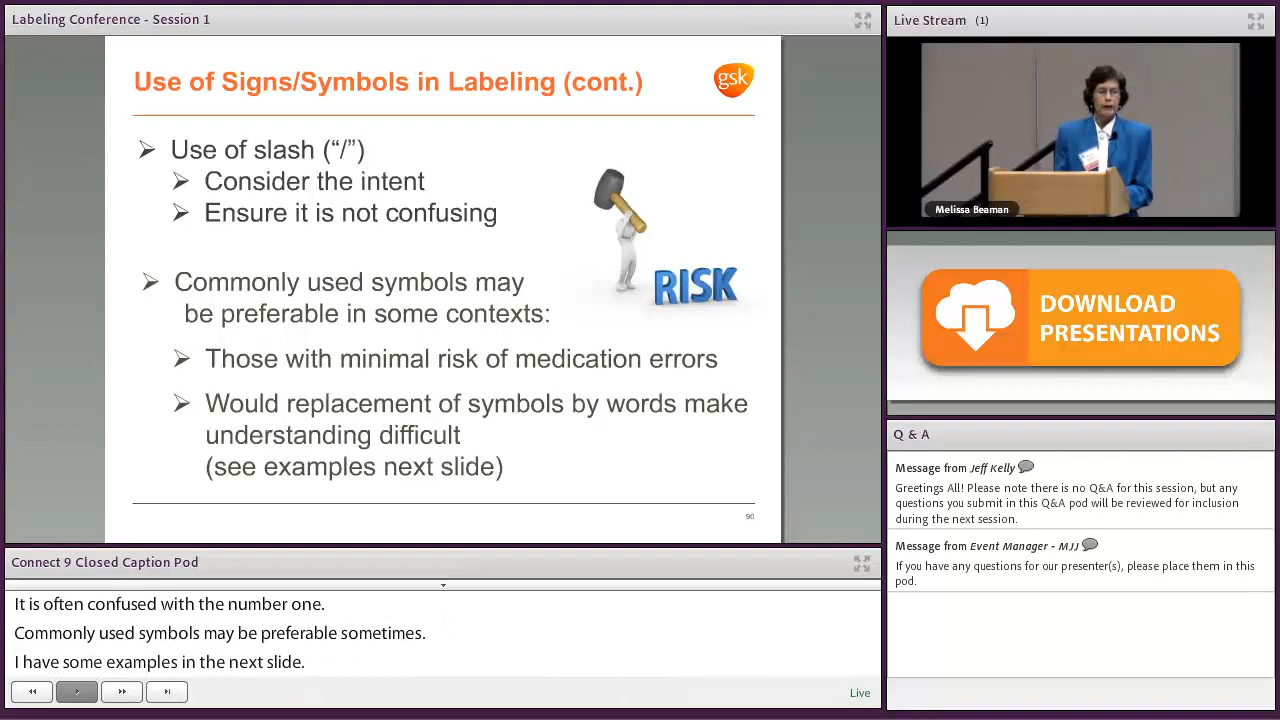 Labeling Conference - Session 1
Use of Signs/Symbols in Labeling (cont.)
gsk
➢ Use of slash (“/”)
➢ Consider the intent
➢ Ensure it is not confusing
RISK
➢ Commonly used symbols may
be preferable in some contexts:
➢ Those with minimal risk of medication errors
➢ Would replacement of symbols by words make
understanding difficult
(see examples next slide)
90
Connect 9 Closed Caption Pod
It is often confused with the number one.
Commonly used symbols may be preferable sometimes.
I have some examples in the next slide.
Live
Live Stream (1)
Melissa Beaman
DOWNLOAD
PRESENTATIONS
Q & A
Message from Jeff Kelly
Greetings All! Please note there is no Q&A for this session, but any
questions you submit in this Q&A pod will be reviewed for inclusion
during the next session.
Message from Event Manager - MJJ
If you have any questions for our presenter(s), please place them in this
pod.